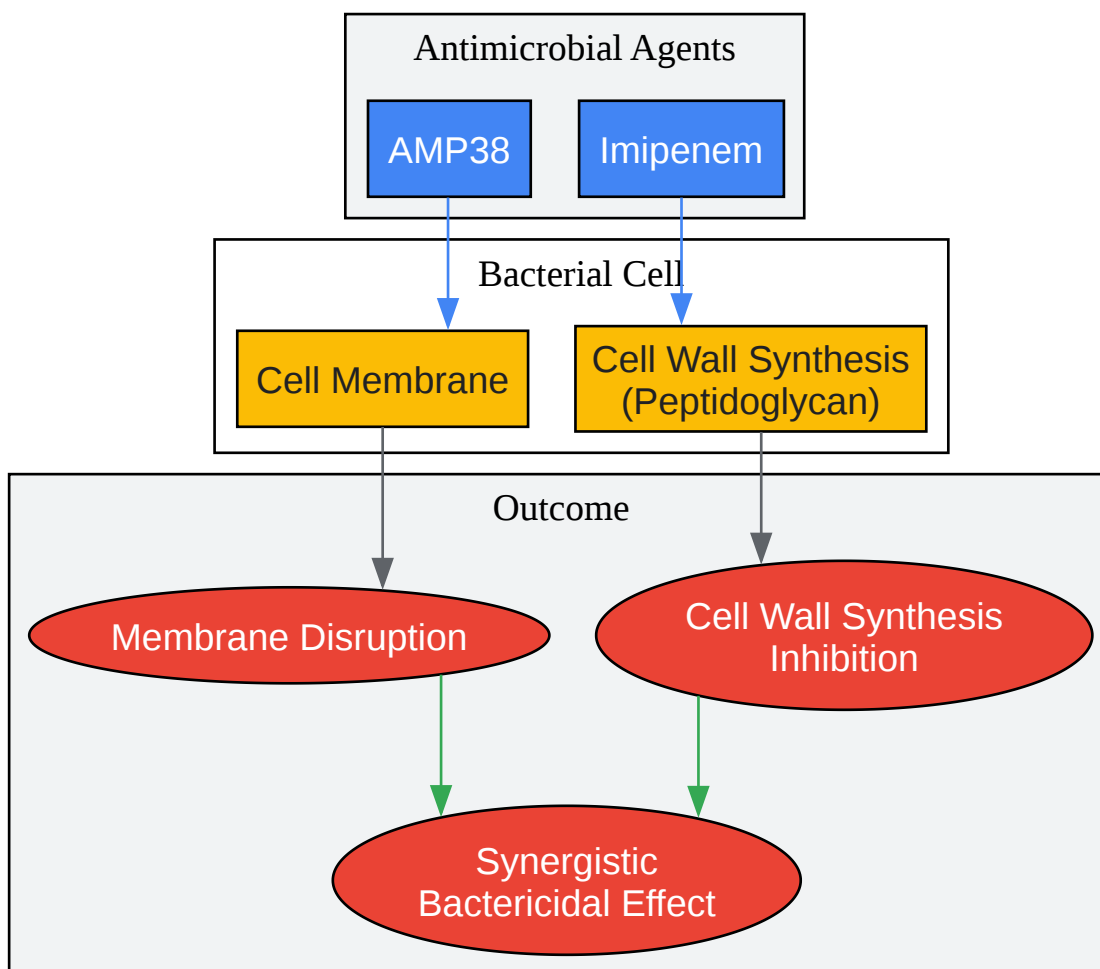 Antimicrobial Agents
AMP38
Imipenem
Bacterial Cell
Cell Membrane
Cell Wall Synthesis
(Peptidoglycan)
Outcome
Membrane Disruption
Cell Wall Synthesis
Inhibition
Synergistic
Bactericidal Effect